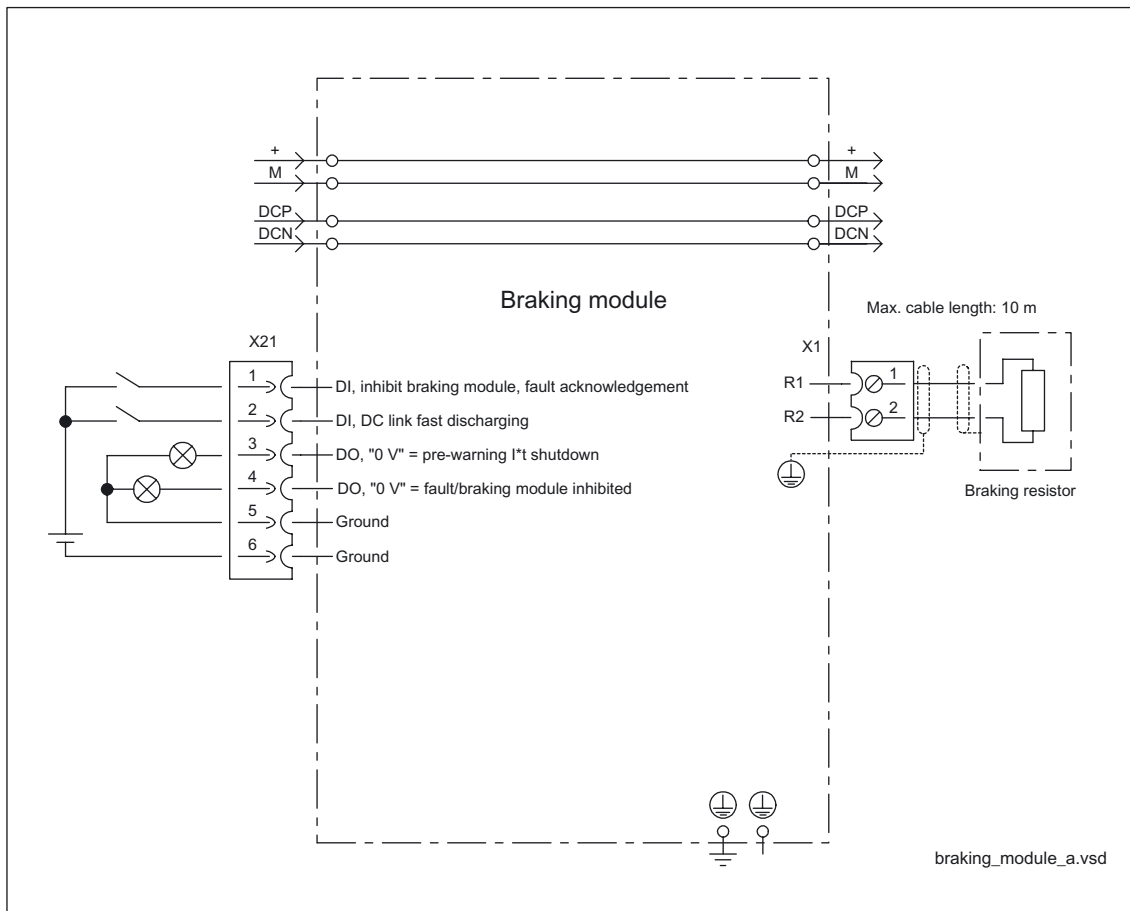 + +
M M
DCP DCP
DCN DCN
Braking module
Max. cable length: 10 m
X21
X1
1 DI, inhibit braking module, fault acknowledgement
R1 1
2 DI, DC link fast discharging
R2 2
3 DO, "0 V" = pre-warning I*t shutdown
4 DO, "0 V" = fault/braking module inhibited
Braking resistor
5 Ground
6 Ground
braking_module_a.vsd